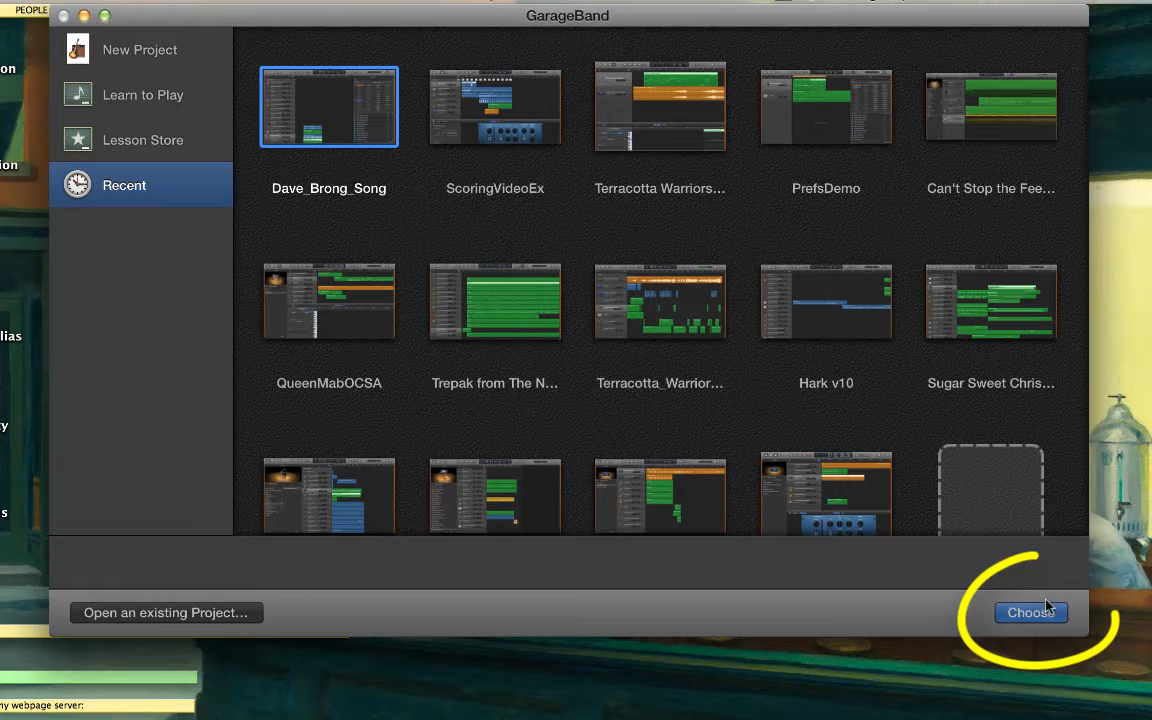 PEOPLE
GarageBand
on
New Project
Learn to Play
Lesson Store
ion
Recent
Dave_Brong_Song
ScoringVideoEx
Terracotta Warriors...
PrefsDemo
Can't Stop the Fee...
lias
QueenMabOCSA
Trepak from The N...
Terracotta_Warrior...
Hark v10
Sugar Sweet Chris...
ty
s
Open an existing Project...
Choose
ny webpage server: